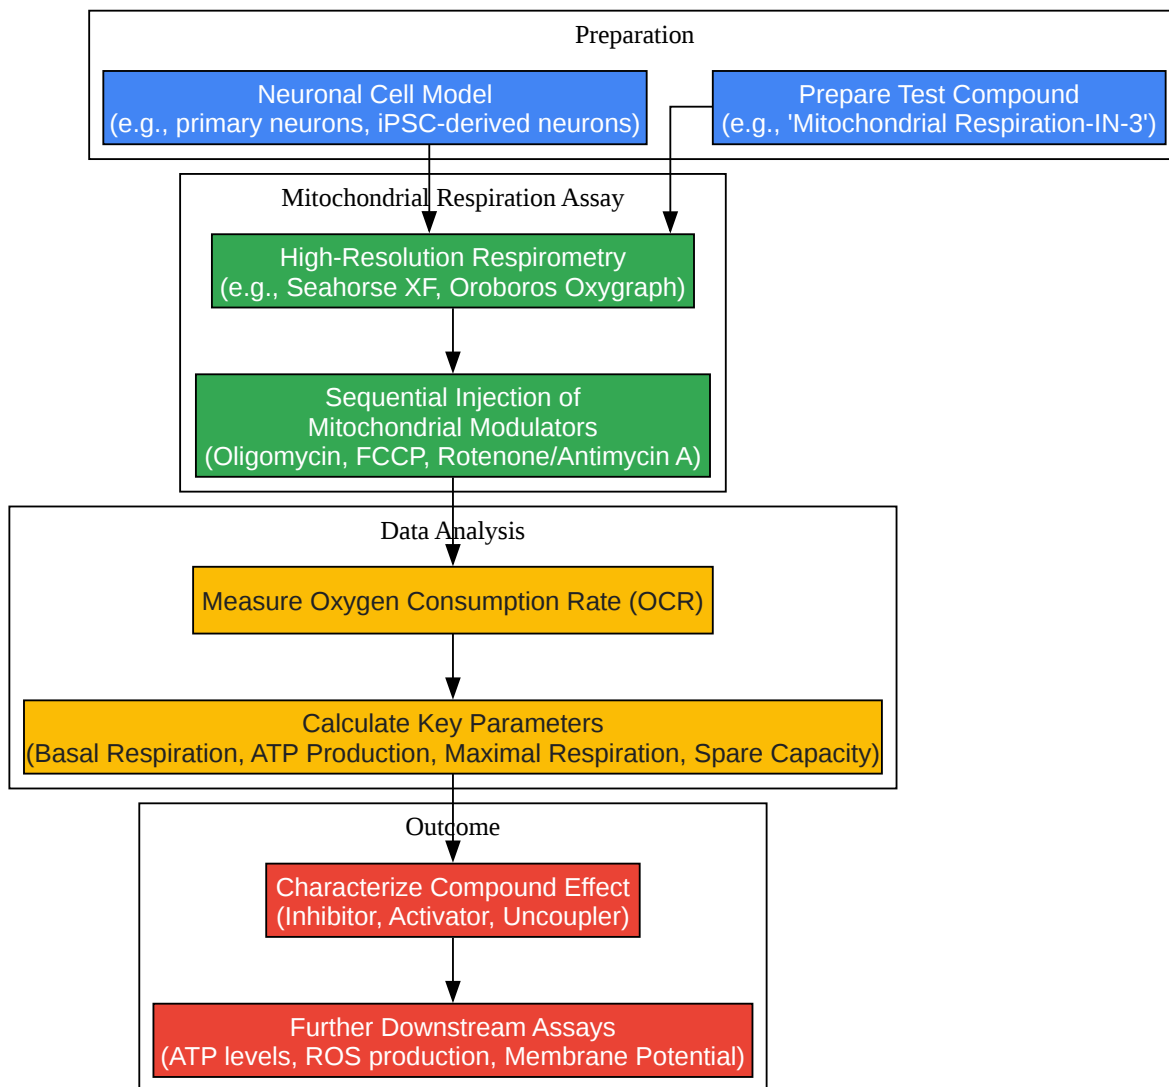 Preparation
Neuronal Cell Model
(e.g., primary neurons, iPSC-derived neurons)
Prepare Test Compound
(e.g., 'Mitochondrial Respiration-IN-3')
Mitochondrial Respiration Assay
High-Resolution Respirometry
(e.g., Seahorse XF, Oroboros Oxygraph)
Sequential Injection of
Mitochondrial Modulators
(Oligomycin, FCCP, Rotenone/Antimycin A)
Data Analysis
Measure Oxygen Consumption Rate (OCR)
Calculate Key Parameters
(Basal Respiration, ATP Production, Maximal Respiration, Spare Capacity)
Outcome
Characterize Compound Effect
(Inhibitor, Activator, Uncoupler)
Further Downstream Assays
(ATP levels, ROS production, Membrane Potential)